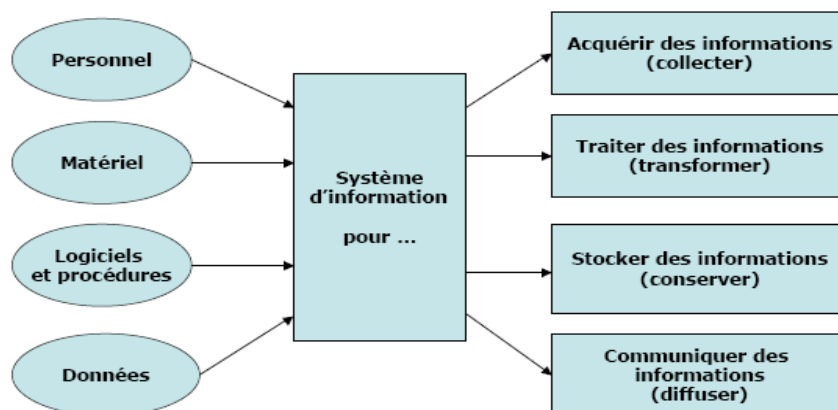 Personnel
Matériel
Logiciels
et procédures
Données
Système
d'information
pour ...
Acquérir des informations
(collecter)
Traiter des informations
(transformer)
Stocker des informations
(conserver)
Communiquer des
informations
(diffuser)